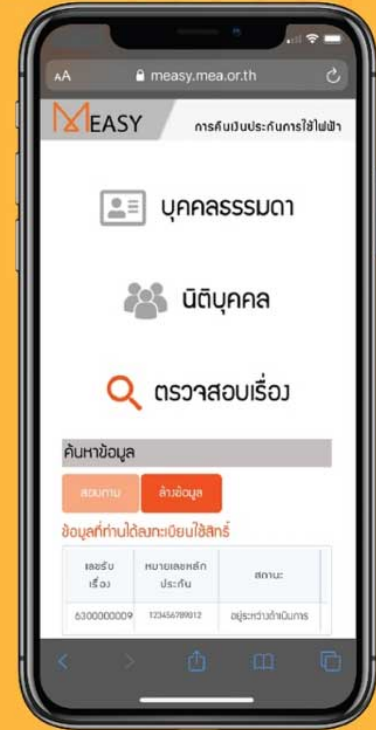 AA measy.mea.or.th
MEASY การคืนเงินประกันการใช้ไฟฟ้า
บุคคลธรรมดา
นิติบุคคล
ตรวจสอบเรื่อง
ค้นหาข้อมูล
สอบถาม ล้างข้อมูล
ข้อมูลที่ท่านได้ลงทะเบียนใช้สิทธิ์
เลขรับ หมายเลขหลัก สถานะ
เรื่อง ประกัน
6300000009 123456789012 อยู่ระหว่างดำเนินการ